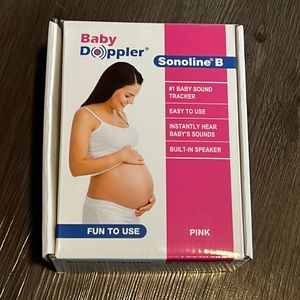 Baby
Doppler®
Sonoline® B
#1 BABY SOUND
TRACKER
EASY TO USE
INSTANTLY HEAR
BABY'S SOUNDS
BUILT-IN SPEAKER
FUN TO USE
PINK